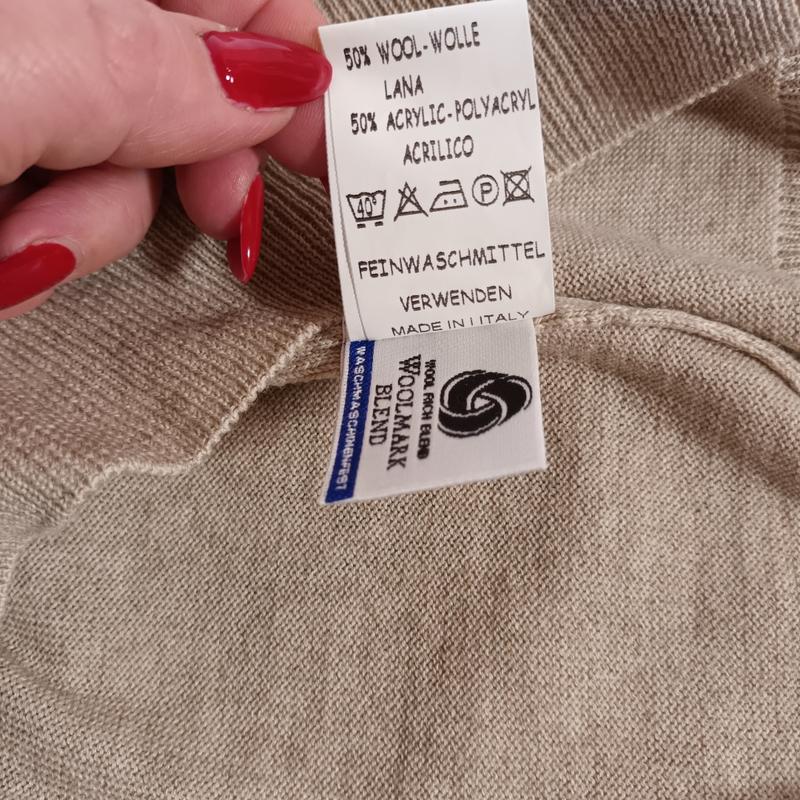 50% WOOL-WOLLE
LANA
50% ACRYLIC-POLYACRYL
ACRILICO
40°
P
FEINWASCHMITTEL
VERWENDEN
MADE IN ITALY
WOOL RICH BLEND
WOOLMARK
BLEND
WASCHMASCHINENFEST